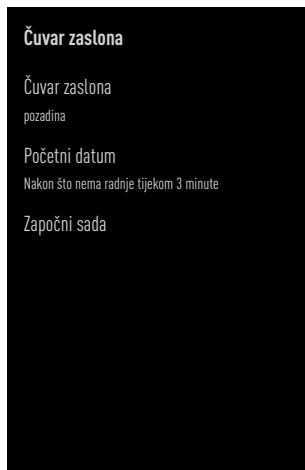 Čuvar zaslona
Čuvar zaslona
pozadina
Početni datum
Nakon što nema radnje tijekom 3 minute
Započni sada